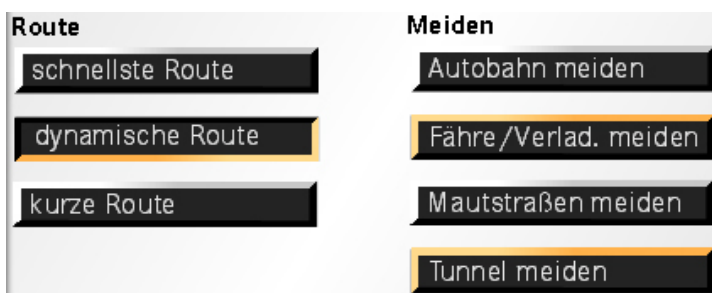 Route
schnellste Route
dynamische Route
kurze Route
Meiden
Autobahn meiden
Fähre/Verlad. meiden
Mautstraßen meiden
Tunnel meiden